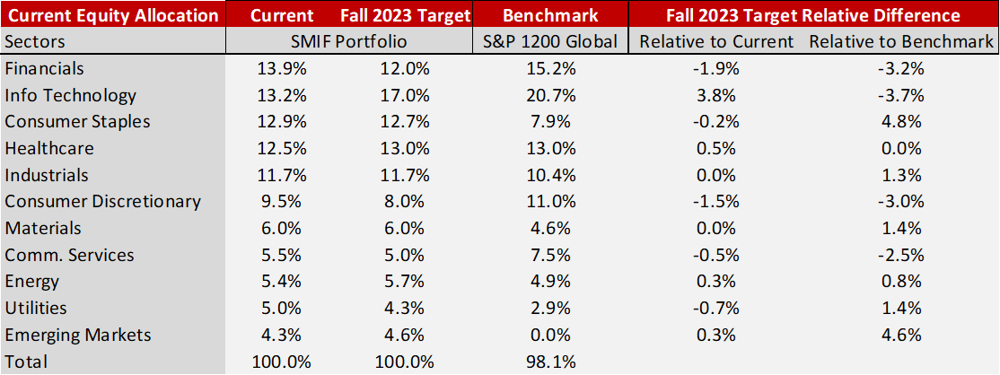 Current Equity Allocation Current Fall 2023 Target Benchmark Fall 2023 Target Relative Difference
Sectors SMIF Portfolio S&P 1200 Global Relative to Current Relative to Benchmark
Financials 13.9% 12.0% 15.2% -1.9% -3.2%
Info Technology 13.2% 17.0% 20.7% 3.8% -3.7%
Consumer Staples 12.9% 12.7% 7.9% -0.2% 4.8%
Healthcare 12.5% 13.0% 13.0% 0.5% 0.0%
Industrials 11.7% 11.7% 10.4% 0.0% 1.3%
Consumer Discretionary 9.5% 8.0% 11.0% -1.5% -3.0%
Materials 6.0% 6.0% 4.6% 0.0% 1.4%
Comm. Services 5.5% 5.0% 7.5% -0.5% -2.5%
Energy 5.4% 5.7% 4.9% 0.3% 0.8%
Utilities 5.0% 4.3% 2.9% -0.7% 1.4%
Emerging Markets 4.3% 4.6% 0.0% 0.3% 4.6%
Total 100.0% 100.0% 98.1%